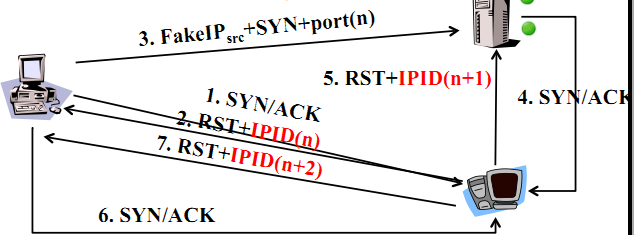 3. FakeIPsrc+SYN+port(n)
5. RST+IPID(n+1)
1. SYN/ACK
4. SYN/ACK
2. RST+IPID(n)
7. RST+IPID(n+2)
6. SYN/ACK